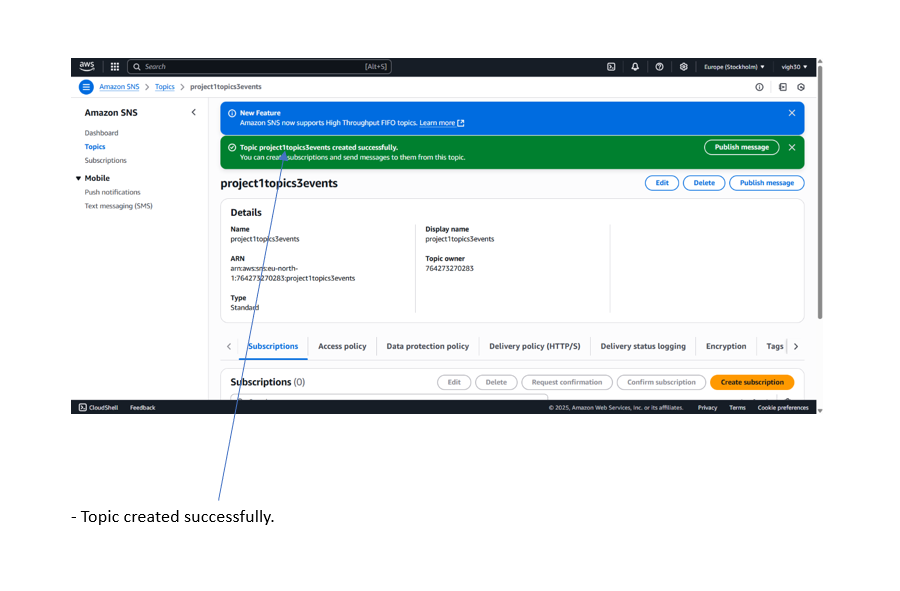 aws
Search
[Alt+S]
Europe (Stockholm)
vigh30
Amazon SNS > Topics > project1topics3events
Amazon SNS
Dashboard
Topics
Subscriptions
Mobile
Push notifications
Text messaging (SMS)
New Feature
Amazon SNS now supports High Throughput FIFO topics. Learn more
Topic project1topics3events created successfully.
You can create subscriptions and send messages to them from this topic.
Publish message
project1topics3events
Edit
Delete
Publish message
Details
Name
project1topics3events
ARN
arn:aws:sns:eu-north-
1:764273270283:project1topics3events
Type
Standard
Display name
project1topics3events
Topic owner
764273270283
Subscriptions
Access policy
Data protection policy
Delivery policy (HTTP/S)
Delivery status logging
Encryption
Tags
Subscriptions (0)
Edit
Delete
Request confirmation
Confirm subscription
Create subscription
CloudShell
Feedback
© 2025, Amazon Web Services, Inc. or its affiliates.
Privacy
Terms
Cookie preferences
- Topic created successfully.